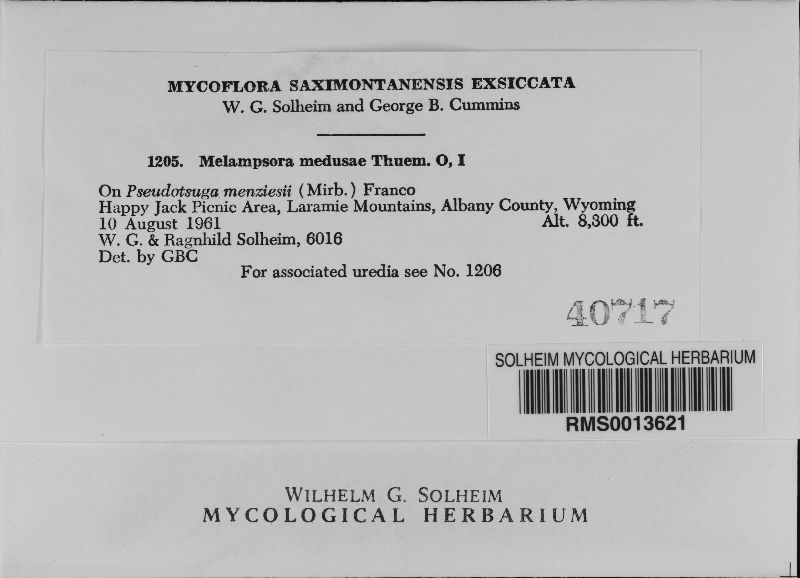 MYCOFLORA SAXIMONTANENSIS EXSICCATA
W. G. Solheim and George B. Cummins
1205. Melampsora medusae Thuem. O, I
On Pseudotsuga menziesii (Mirb.) Franco
Happy Jack Picnic Area, Laramie Mountains, Albany County, Wyoming
10 August 1961 Alt. 8,300 ft.
W. G. & Ragnhild Solheim, 6016
Det. by GBC
For associated uredia see No. 1206
40717
SOLHEIM MYCOLOGICAL HERBARIUM
RMS0013621
WILHELM G. SOLHEIM
MYCOLOGICAL HERBARIUM